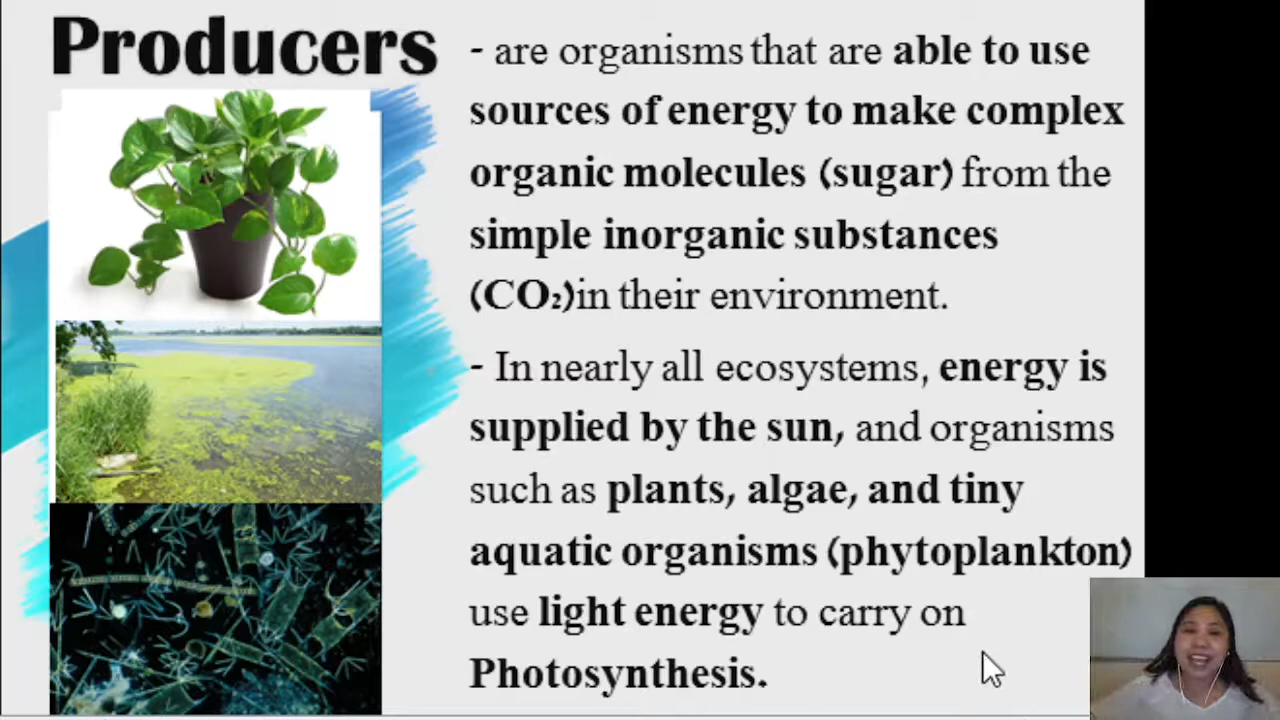 Producers
- are organisms that are able to use
sources of energy to make complex
organic molecules (sugar) from the
simple inorganic substances
(CO₂)in their environment.
- In nearly all ecosystems, energy is
supplied by the sun, and organisms
such as plants, algae, and tiny
aquatic organisms (phytoplankton)
use light energy to carry on
Photosynthesis.